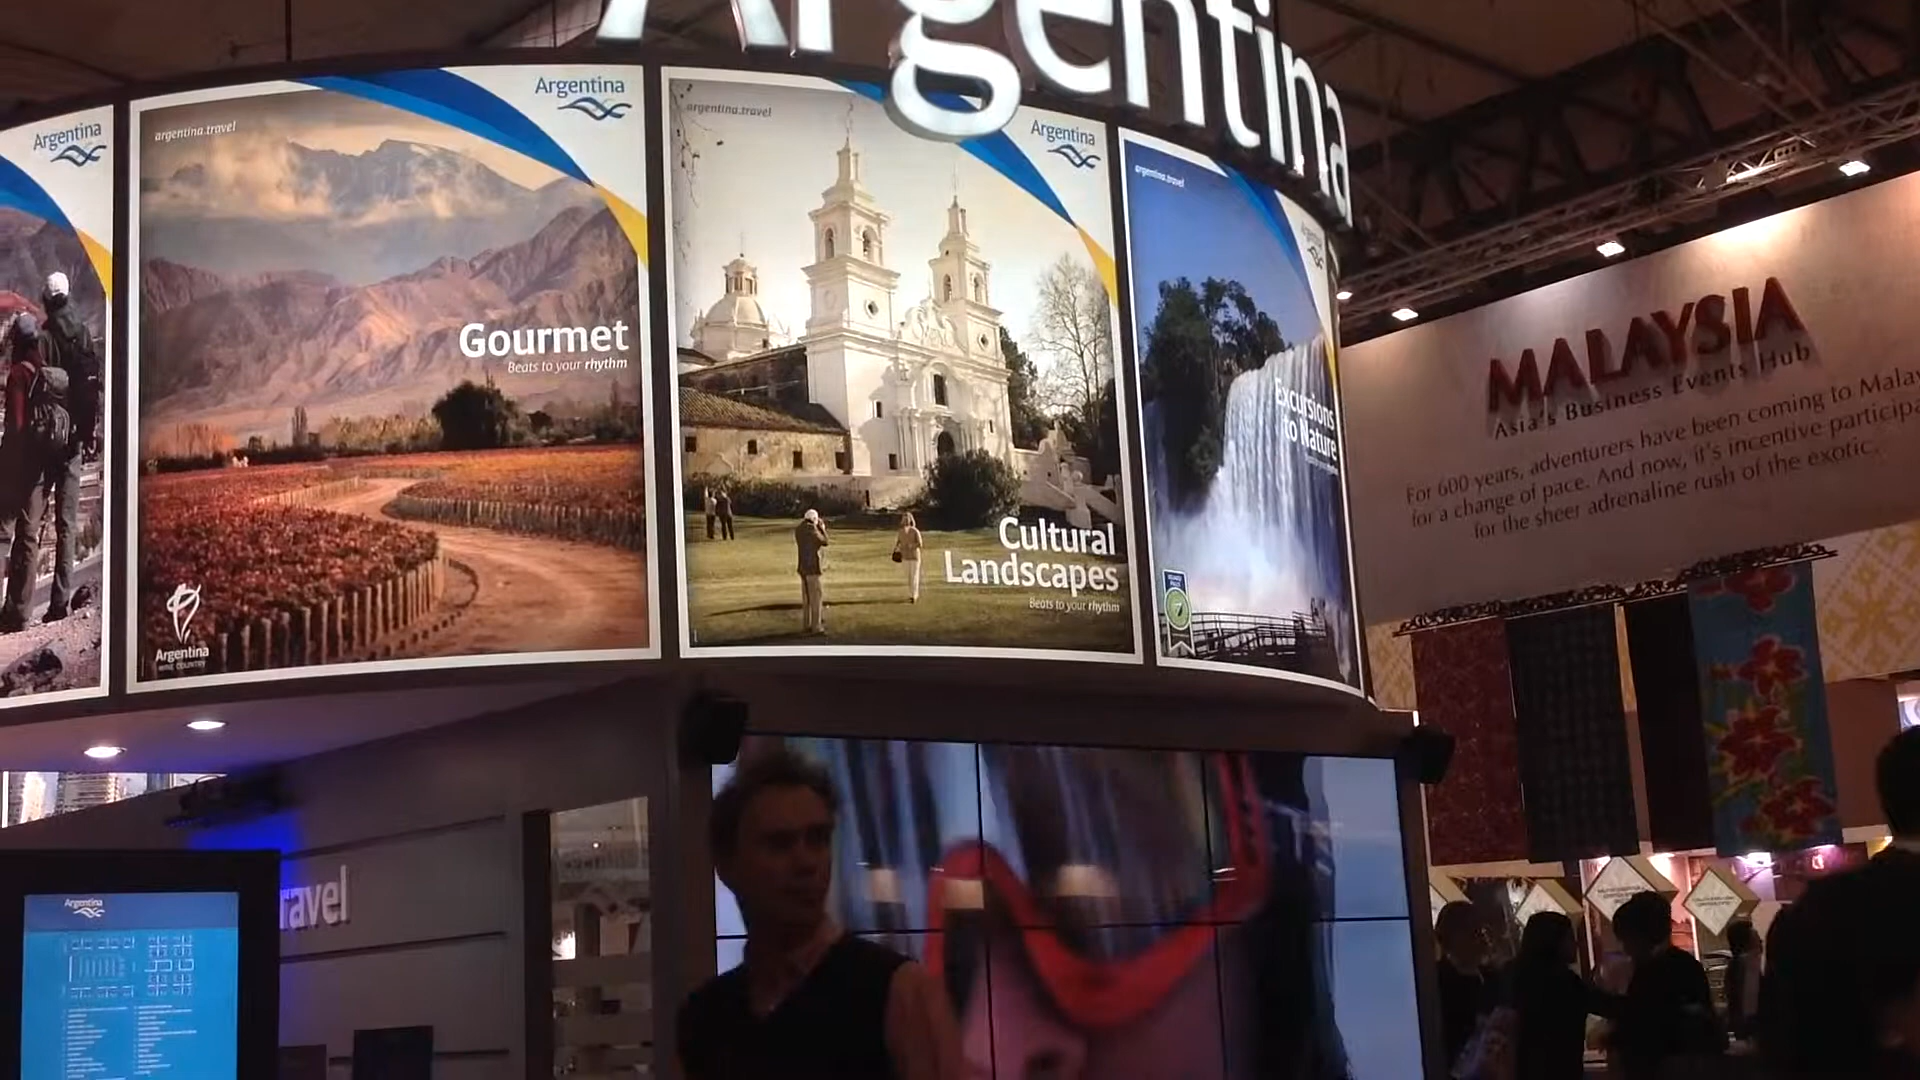 Argentina
Argentina
argentina.travel
Argentina
Gourmet
Beats to your rhythm
Argentina
WINE COUNTRY
argentina.travel
Argentina
Cultural
Landscapes
Beats to your rhythm
argentina.travel
Argentina
Excursions
to Nature
MALAYSIA
Asia's Business Events Hub
For 600 years, adventurers have been coming to Malay
for a change of pace. And now, it's incentive participa
for the sheer adrenaline rush of the exotic.
ravel
Argentina